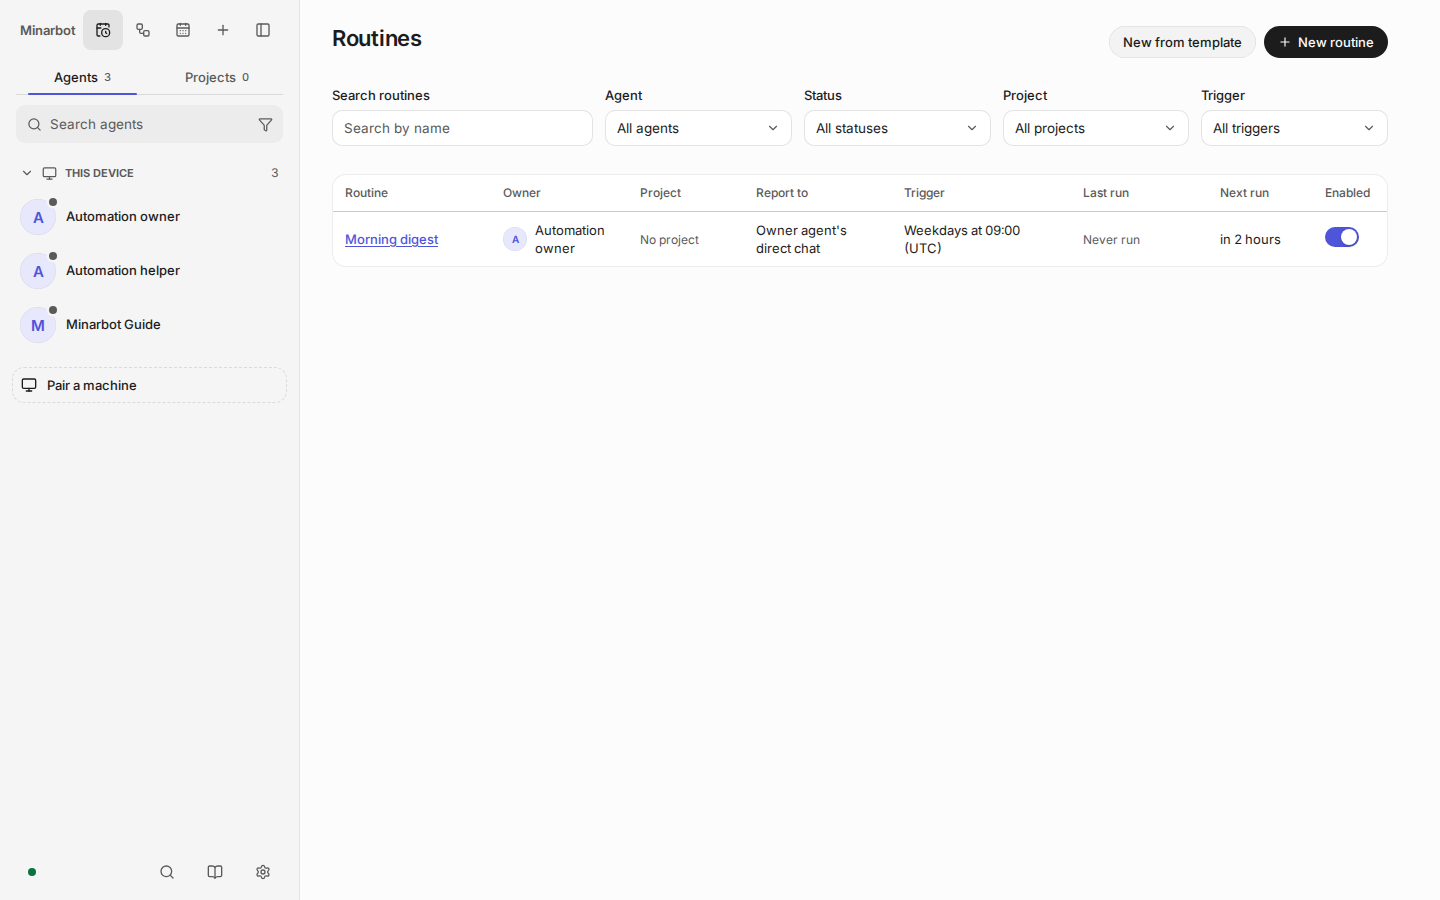 Minarbot
Agents 3
Projects 0
Search agents
THIS DEVICE 3
A Automation owner
A Automation helper
M Minarbot Guide
Pair a machine
Routines
New from template
New routine
Search routines
Search by name
Agent
All agents
Status
All statuses
Project
All projects
Trigger
All triggers
Routine Owner Project Report to Trigger Last run Next run Enabled
Morning digest
A
Automation
owner
No project
Owner agent's
direct chat
Weekdays at 09:00
(UTC)
Never run
in 2 hours